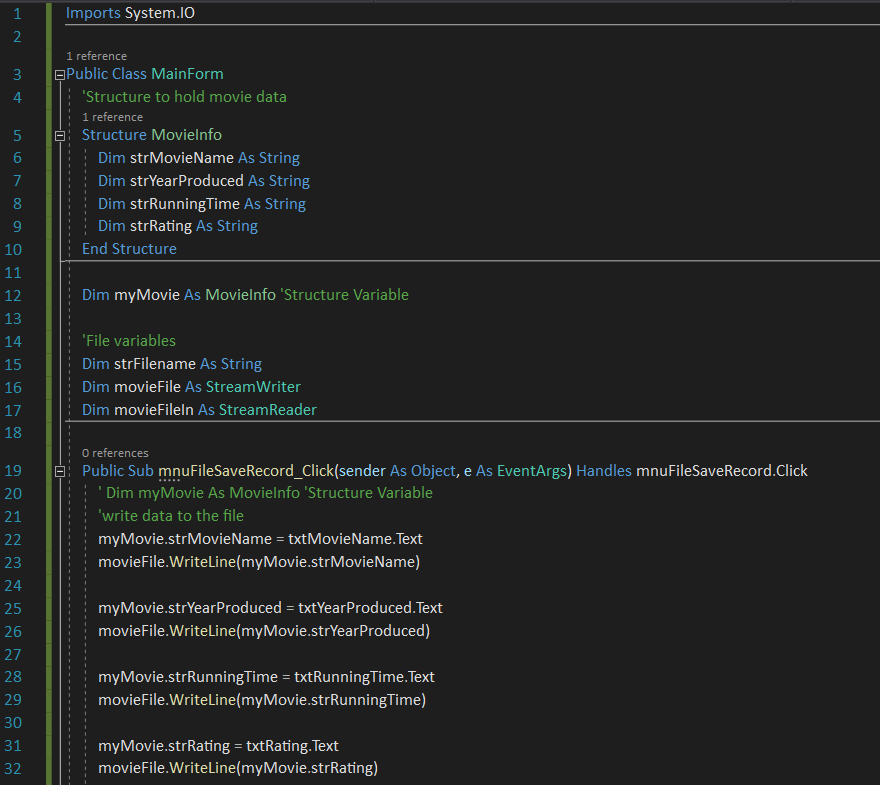 1 Imports System.IO
2
1 reference
3 Public Class MainForm
4 'Structure to hold movie data
1 reference
5 Structure MovieInfo
6 Dim strMovieName As String
7 Dim strYearProduced As String
8 Dim strRunningTime As String
9 Dim strRating As String
10 End Structure
11
12 Dim myMovie As MovieInfo 'Structure Variable
13
14 'File variables
15 Dim strFilename As String
16 Dim movieFile As StreamWriter
17 Dim movieFileIn As StreamReader
18
0 references
19 Public Sub mnuFileSaveRecord_Click(sender As Object, e As EventArgs) Handles mnuFileSaveRecord.Click
20 ' Dim myMovie As MovieInfo 'Structure Variable
21 'write data to the file
22 myMovie.strMovieName = txtMovieName.Text
23 movieFile.WriteLine(myMovie.strMovieName)
24
25 myMovie.strYearProduced = txtYearProduced.Text
26 movieFile.WriteLine(myMovie.strYearProduced)
27
28 myMovie.strRunningTime = txtRunningTime.Text
29 movieFile.WriteLine(myMovie.strRunningTime)
30
31 myMovie.strRating = txtRating.Text
32 movieFile.WriteLine(myMovie.strRating)